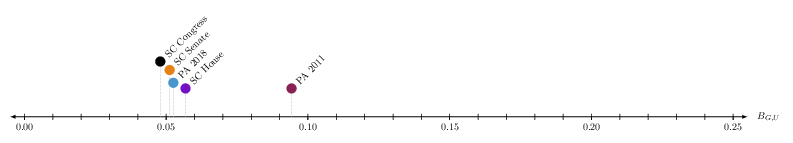 SC Congress
SC Senate
PA 2018
SC House
PA 2011
B_{G,U}
0.00 0.05 0.10 0.15 0.20 0.25